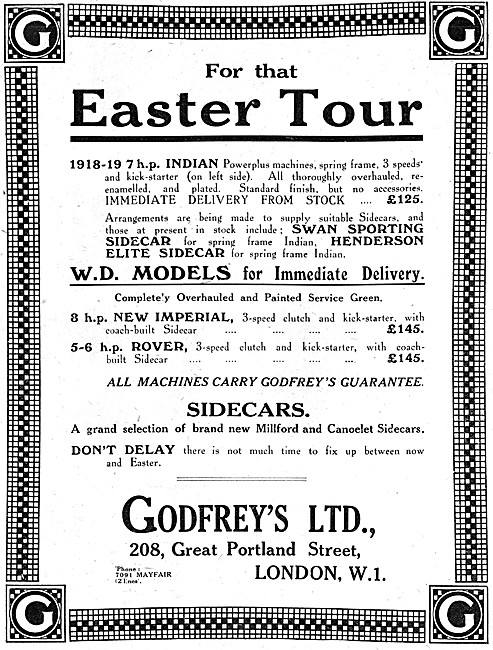 G G
For that
Easter Tour
1918-19 7 h.p. INDIAN Powerplus machines, spring frame, 3 speeds'
and kick-starter (on left side). All thoroughly overhauled, re-
enamelled, and plated. Standard finish, but no accessories.
IMMEDIATE DELIVERY FROM STOCK .... £125.
Arrangements are being made to supply suitable Sidecars, and
those at present in stock include; SWAN SPORTING
SIDECAR for spring frame Indian, HENDERSON
ELITE SIDECAR for spring frame Indian.
W.D. MODELS for Immediate Delivery.
Complete'y Overhauled and Painted Service Green.
8 h.p. NEW IMPERIAL, 3-speed clutch and kick-starter, with
coach-built Sidecar .... .... .... .... £145.
5-6 h.p. ROVER, 3-speed clutch and kick-starter, with coach-
built Sidecar .... .... .... .... .... £145.
ALL MACHINES CARRY GODFREY'S GUARANTEE.
SIDECARS.
A grand selection of brand new Millford and Canoelet Sidecars.
DON'T DELAY there is not much time to fix up between now
and Easter.
GODFREY'S LTD.,
208, Great Portland Street,
'Phone:
7091 MAYFAIR
(2 Lines).
LONDON, W.1.
G G